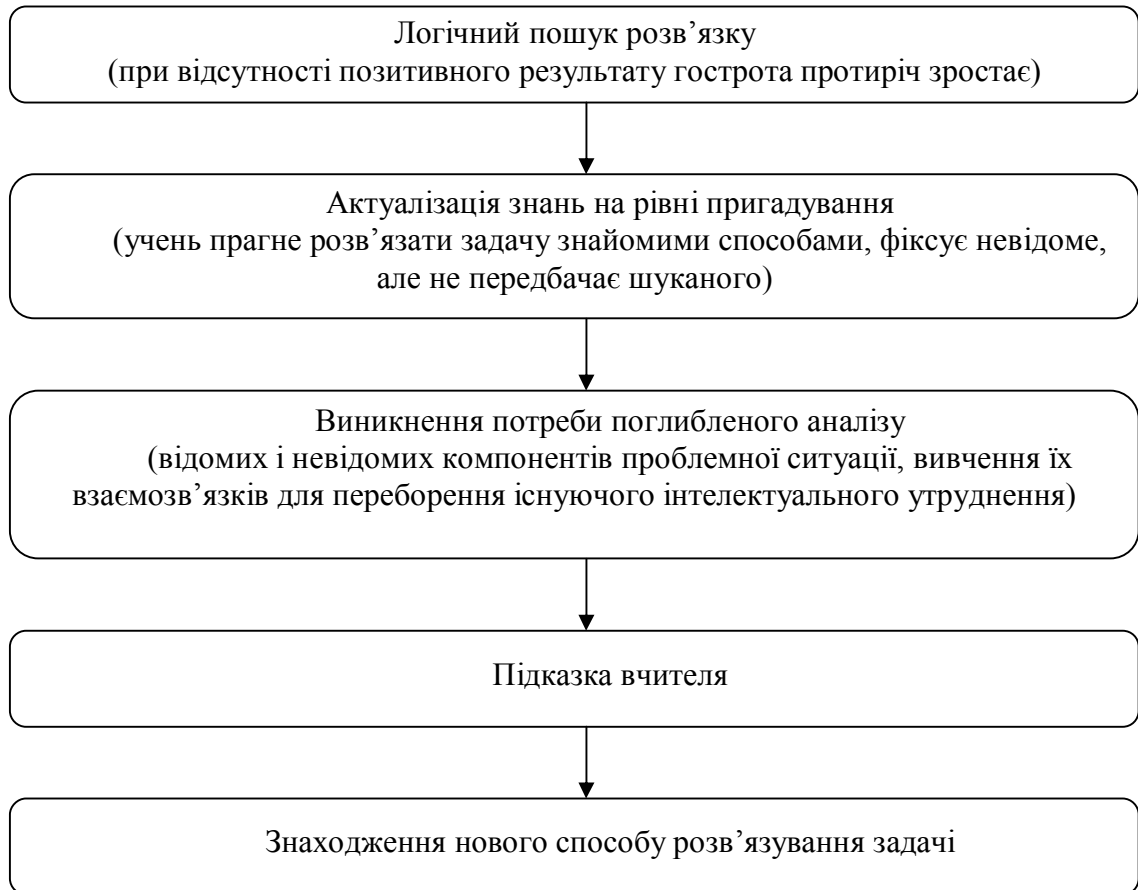 Логічний пошук розв’язку
(при відсутності позитивного результату гострота протиріч зростає)
Актуалізація знань на рівні пригадування
(учень прагне розв’язати задачу знайомими способами, фіксує невідоме,
але не передбачає шуканого)
Виникнення потреби поглибленого аналізу
(відомих і невідомих компонентів проблемної ситуації, вивчення їх
взаємозв’язків для переборення існуючого інтелектуального утруднення)
Підказка вчителя
Знаходження нового способу розв’язування задачі